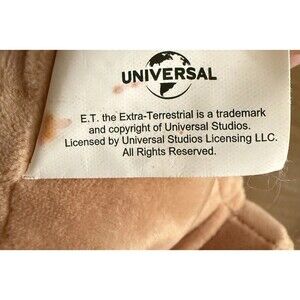 UNIVERSAL
E.T. the Extra-Terrestrial is a trademark
and copyright of Universal Studios.
Licensed by Universal Studios Licensing LLC.
All Rights Reserved.